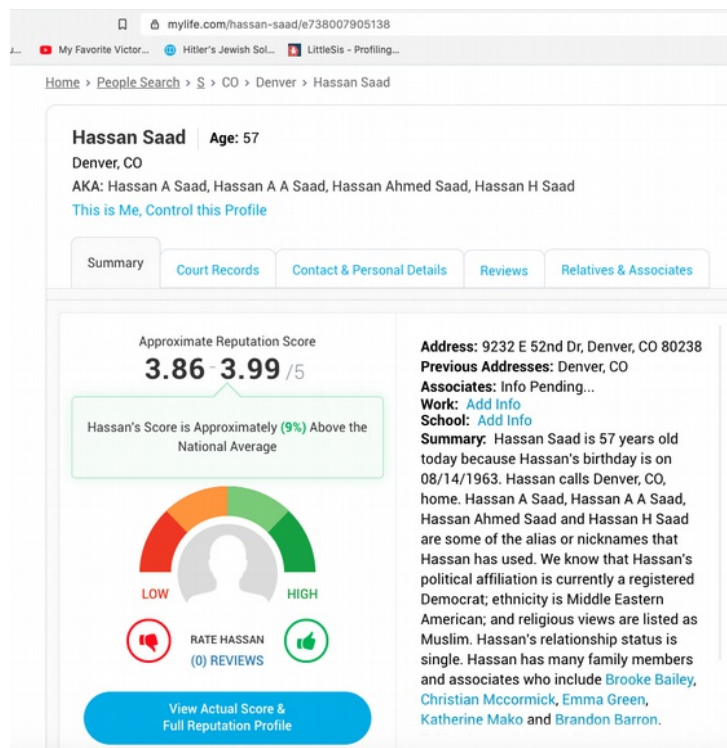 mylife.com/hassan-saad/e738007905138
u... My Favorite Victor... Hitler's Jewish Sol... LittleSis - Profiling...
Home > People Search > S > CO > Denver > Hassan Saad
Hassan Saad Age: 57
Denver, CO
AKA: Hassan A Saad, Hassan A A Saad, Hassan Ahmed Saad, Hassan H Saad
This is Me, Control this Profile
Summary Court Records Contact & Personal Details Reviews Relatives & Associates
Approximate Reputation Score
3.86 - 3.99 /5
Hassan's Score is Approximately (9%) Above the
National Average
LOW HIGH
RATE HASSAN
(0) REVIEWS
View Actual Score &
Full Reputation Profile
Address: 9232 E 52nd Dr, Denver, CO 80238
Previous Addresses: Denver, CO
Associates: Info Pending...
Work: Add Info
School: Add Info
Summary: Hassan Saad is 57 years old
today because Hassan's birthday is on
08/14/1963. Hassan calls Denver, CO,
home. Hassan A Saad, Hassan A A Saad,
Hassan Ahmed Saad and Hassan H Saad
are some of the alias or nicknames that
Hassan has used. We know that Hassan's
political affiliation is currently a registered
Democrat; ethnicity is Middle Eastern
American; and religious views are listed as
Muslim. Hassan's relationship status is
single. Hassan has many family members
and associates who include Brooke Bailey,
Christian Mccormick, Emma Green,
Katherine Mako and Brandon Barron.